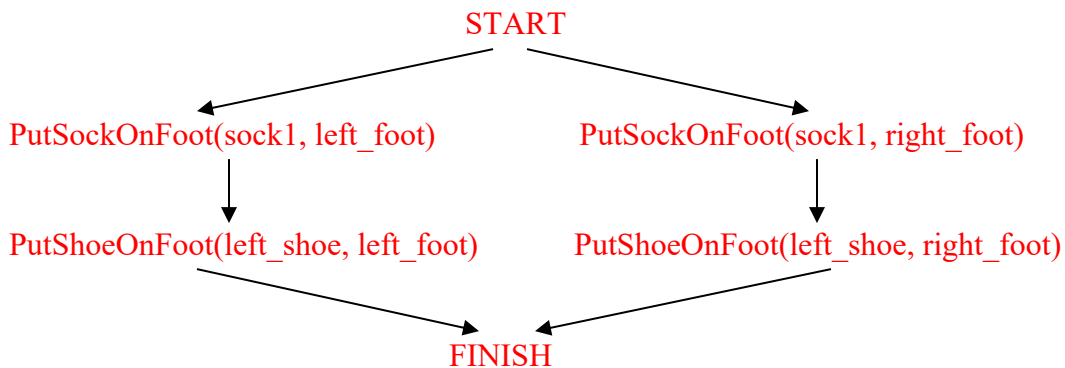 START
PutSockOnFoot(sock1, left_foot)
PutSockOnFoot(sock1, right_foot)
PutShoeOnFoot(left_shoe, left_foot)
PutShoeOnFoot(left_shoe, right_foot)
FINISH